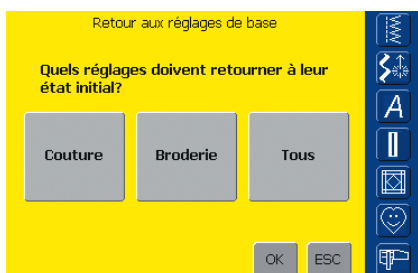 Retour aux réglages de base
Quels réglages doivent retourner à leur
état initial?
Couture
Broderie
Tous
OK
ESC
A